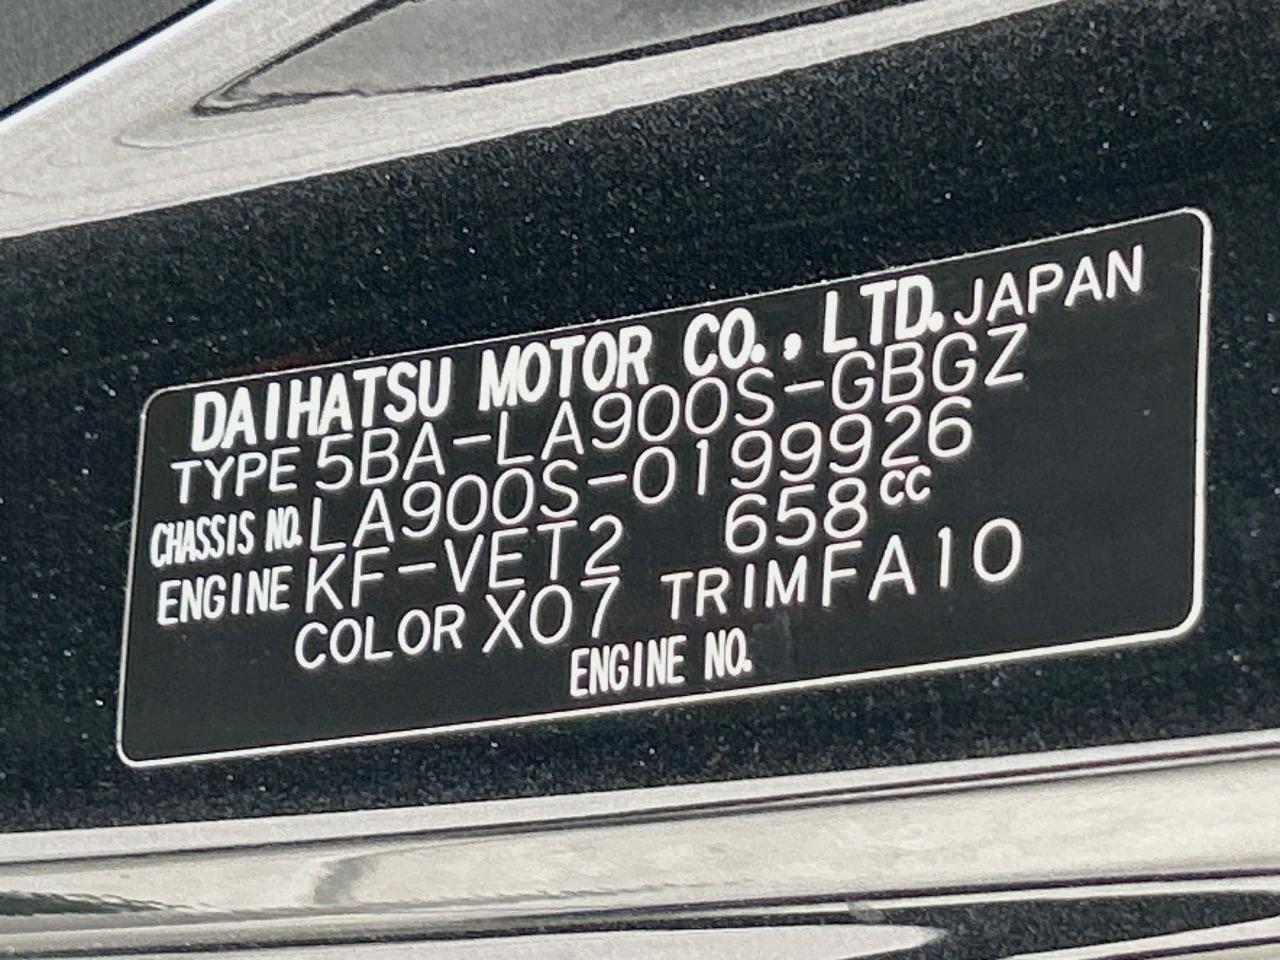 DAIHATSU MOTOR CO., LTD. JAPAN
TYPE 5BA-LA900S-GBGZ
CHASSIS NO. LA900S-0199926
ENGINE KF-VET2 658cc
COLOR X07 TRIM FA10
ENGINE NO.